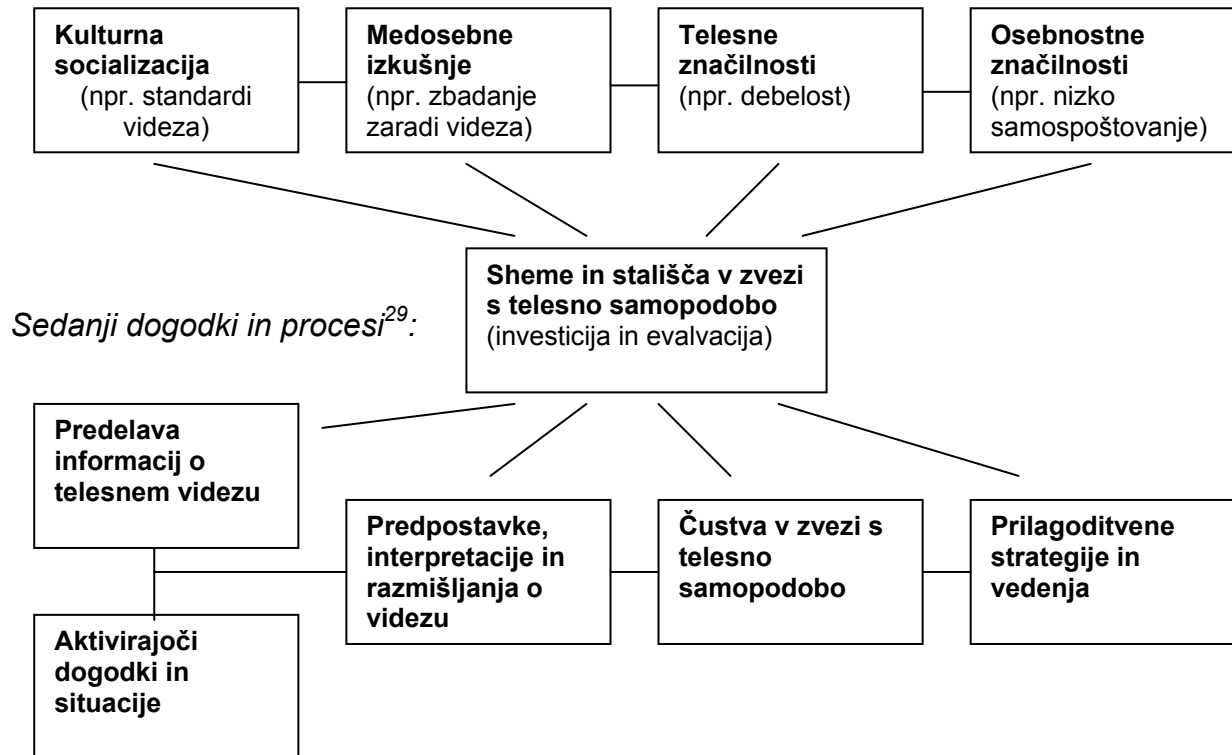 Kulturna
socializacija
(npr. standardi
videza)
Medosebne
izkušnje
(npr. zbadanje
zaradi videza)
Telesne
značilnosti
(npr. debelost)
Osebnostne
značilnosti
(npr. nizko
samospoštovanje)
Sheme in stališča v zvezi
s telesno samopodobo
(investicija in evalvacija)
Sedanji dogodki in procesi29:
Predelava
informacij o
telesnem videzu
Predpostavke,
interpretacije in
razmišljanja o
videzu
Čustva v zvezi s
telesno
samopodobo
Prilagoditvene
strategije in
vedenja
Aktivirajoči
dogodki in
situacije